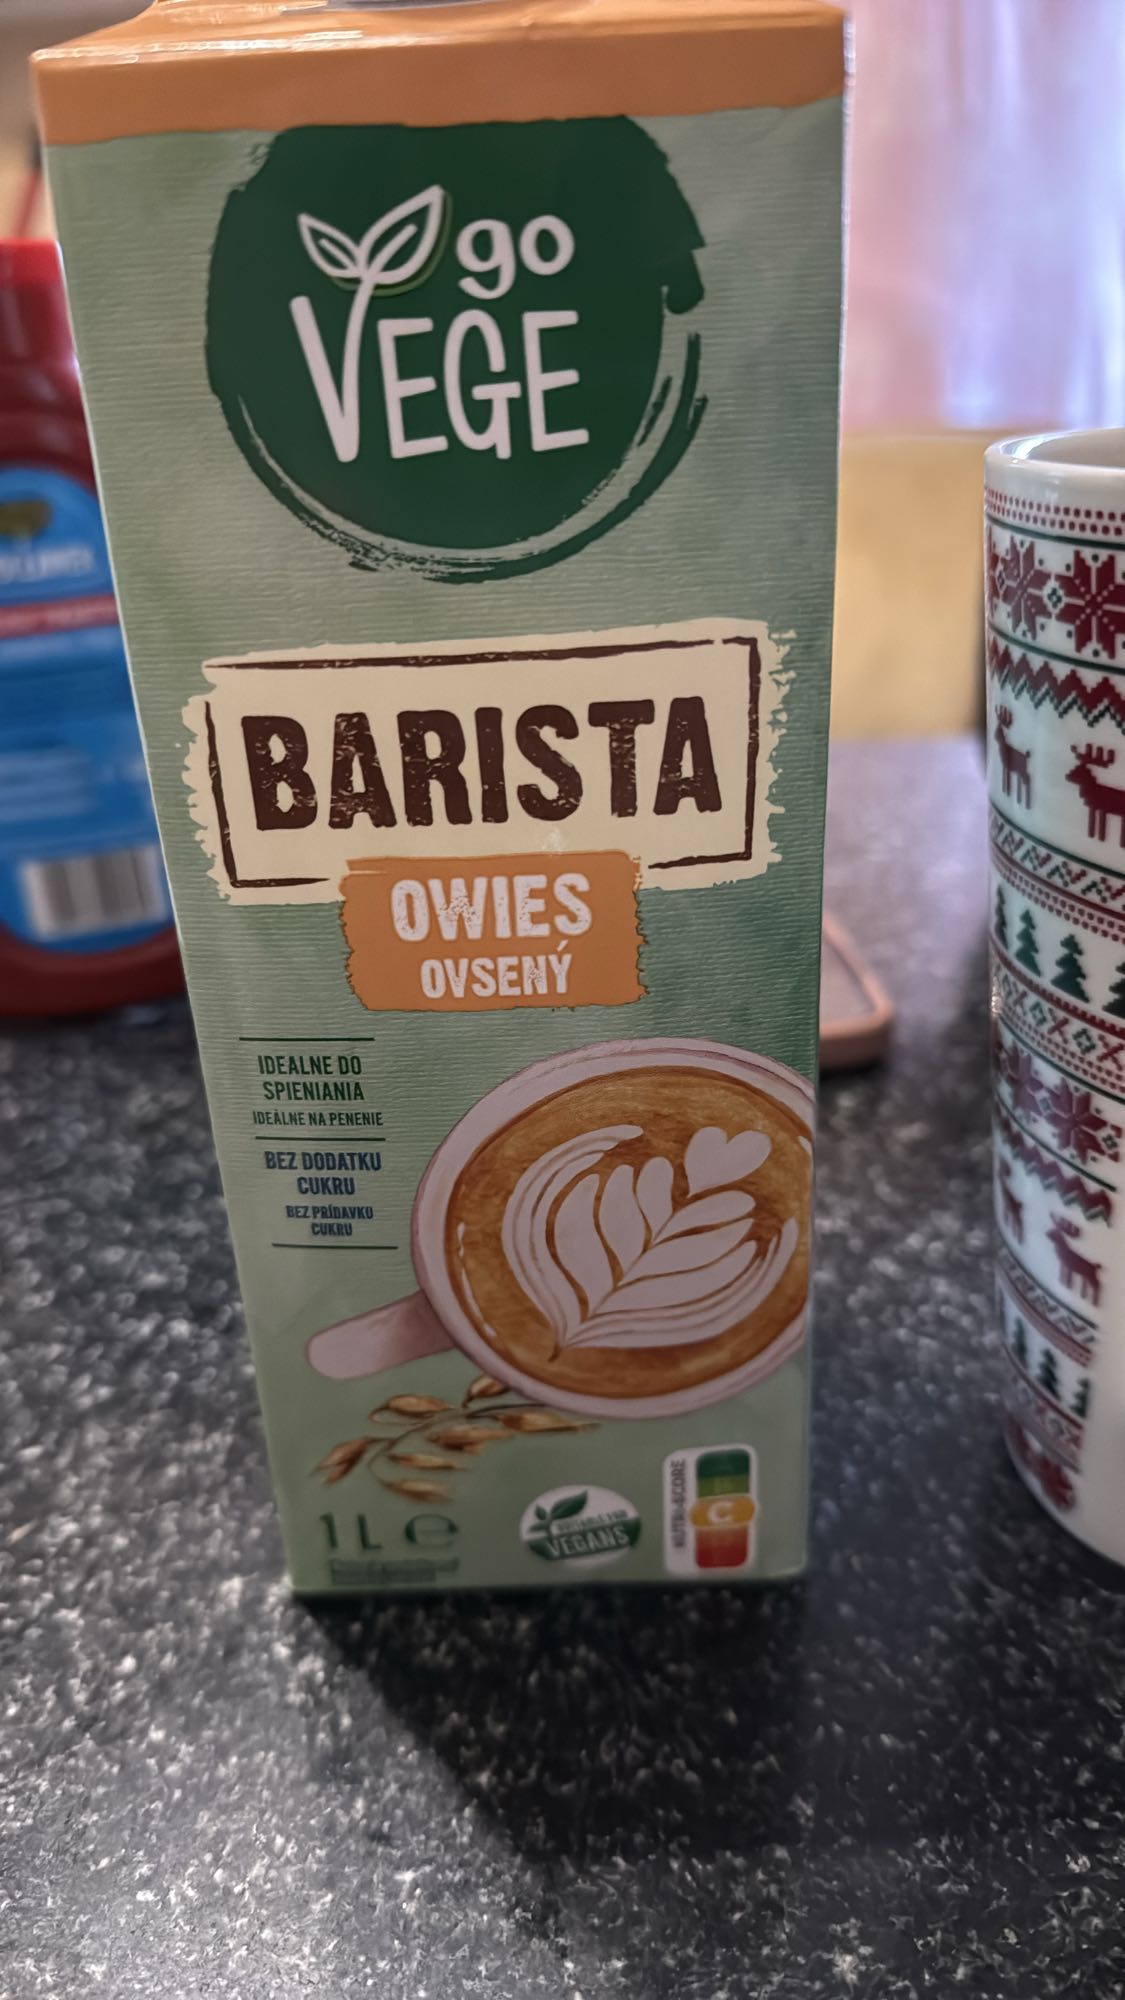 go
VEGE
BARISTA
OWIES
OVSENÝ
IDEALNE DO
SPIENIANIA
IDEÁLNE NA PENENIE
BEZ DODATKU
CUKRU
BEZ PRÍDAVKU
CUKRU
1 L e
VEGANS
NUTRI-SCORE
C